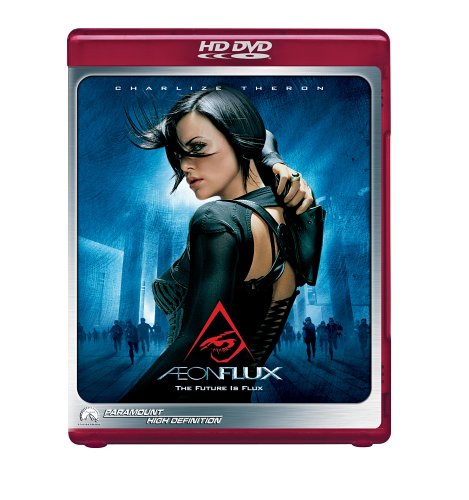 HD DVD
CHARLIZE THERON
ÆONFLUX
THE FUTURE IS FLUX
PARAMOUNT
HIGH DEFINITION